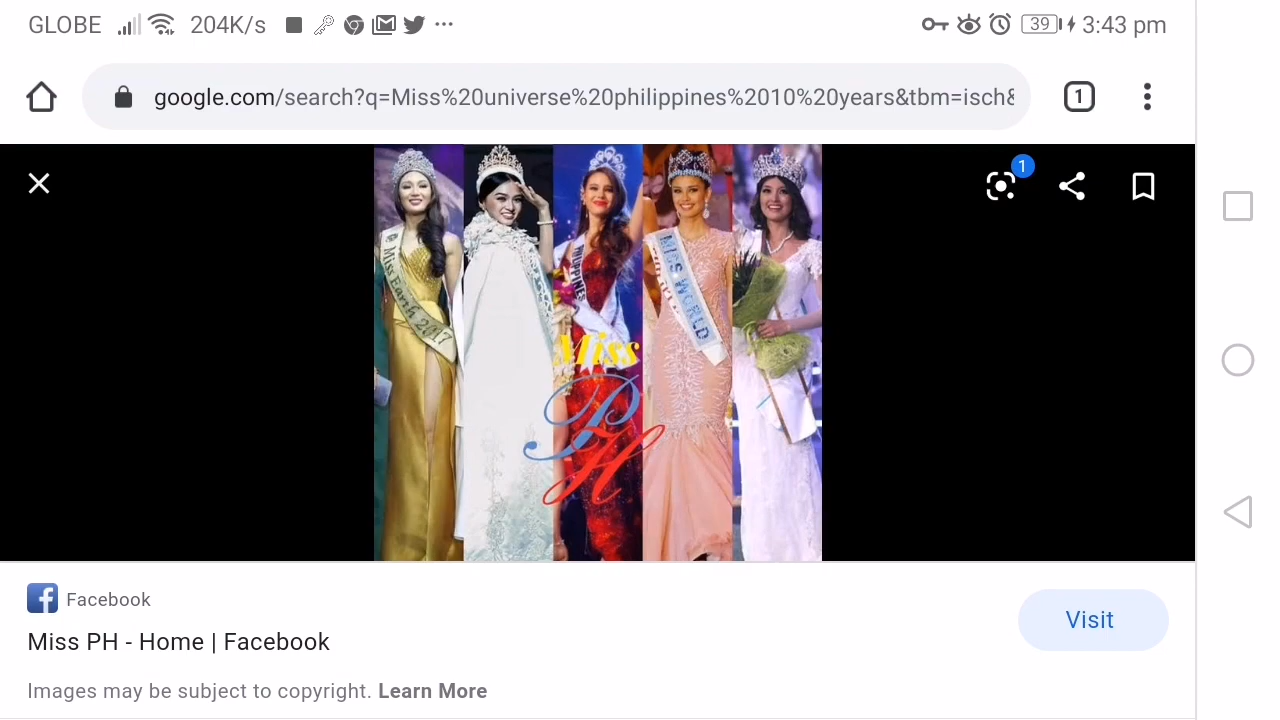 GLOBE 204K/s 39 3:43 pm
google.com/search?q=Miss%20universe%20philippines%2010%20years&tbm=isch&
1
1
Miss Earth 2017
PHILIPPINES
MISS WORLD
Miss
PH
Facebook
Miss PH - Home | Facebook
Visit
Images may be subject to copyright. Learn More